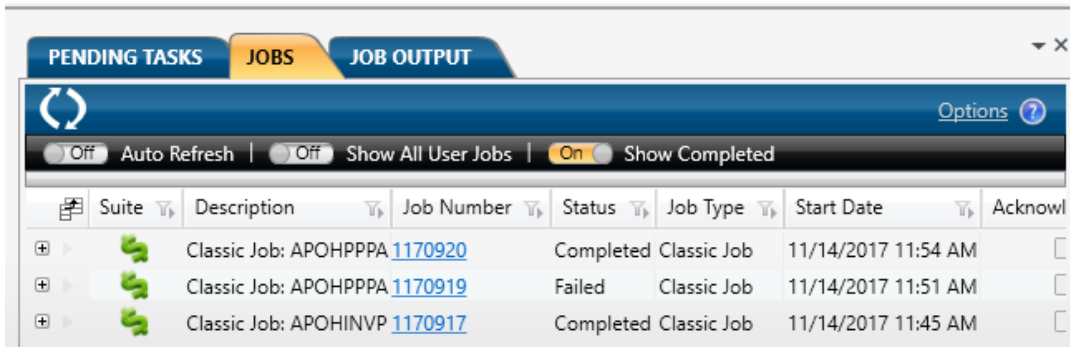 PENDING TASKS JOBS JOB OUTPUT
Options ?
Off Auto Refresh | Off Show All User Jobs | On Show Completed
Suite Description Job Number Status Job Type Start Date Acknowl
Classic Job: APOHPPPA 1170920 Completed Classic Job 11/14/2017 11:54 AM
Classic Job: APOHPPPA 1170919 Failed Classic Job 11/14/2017 11:51 AM
Classic Job: APOHINVP 1170917 Completed Classic Job 11/14/2017 11:45 AM